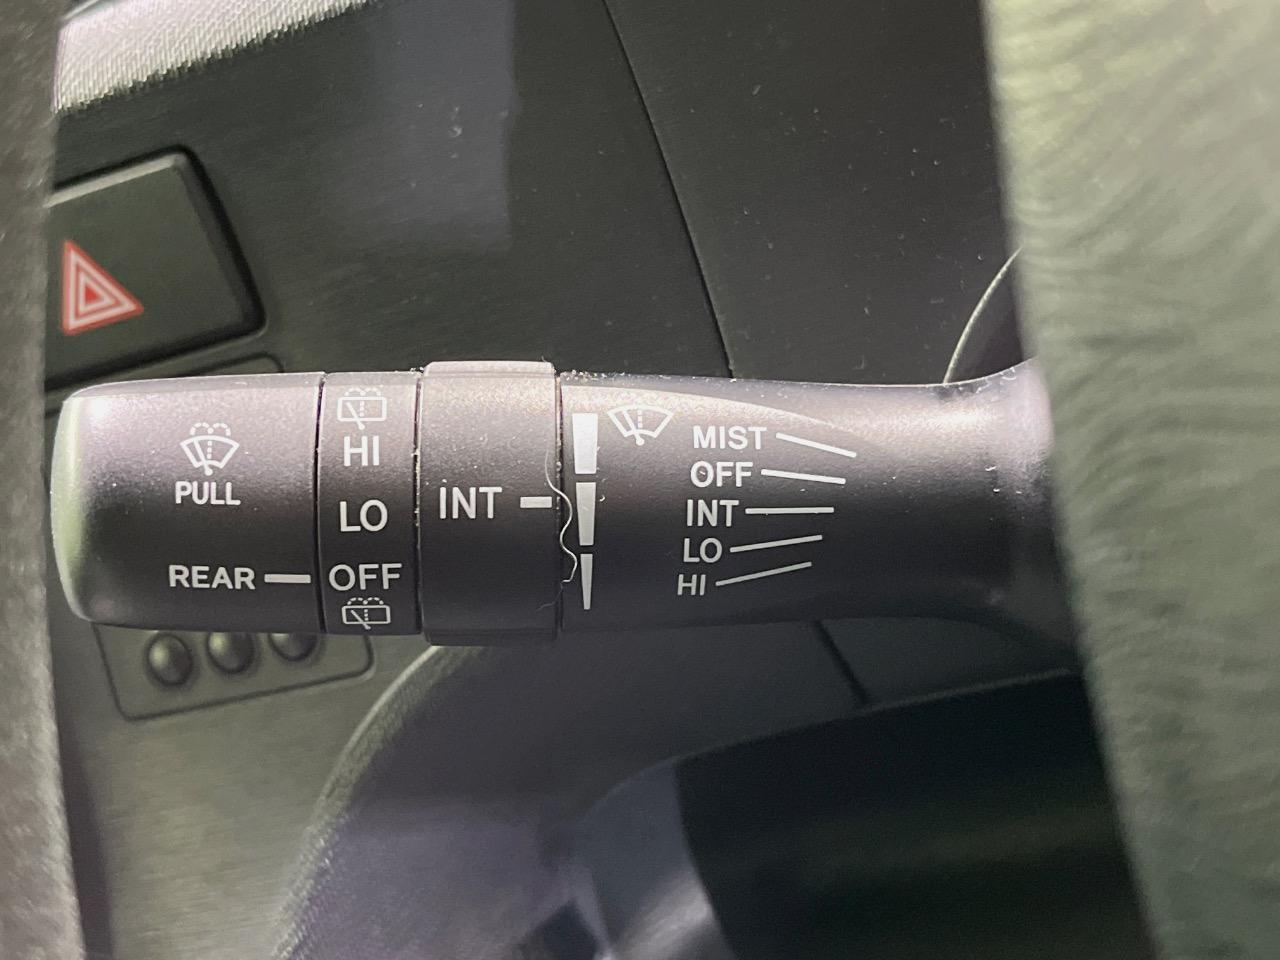 PULL
REAR
HI
LO
OFF
INT
MIST
OFF
INT
LO
HI